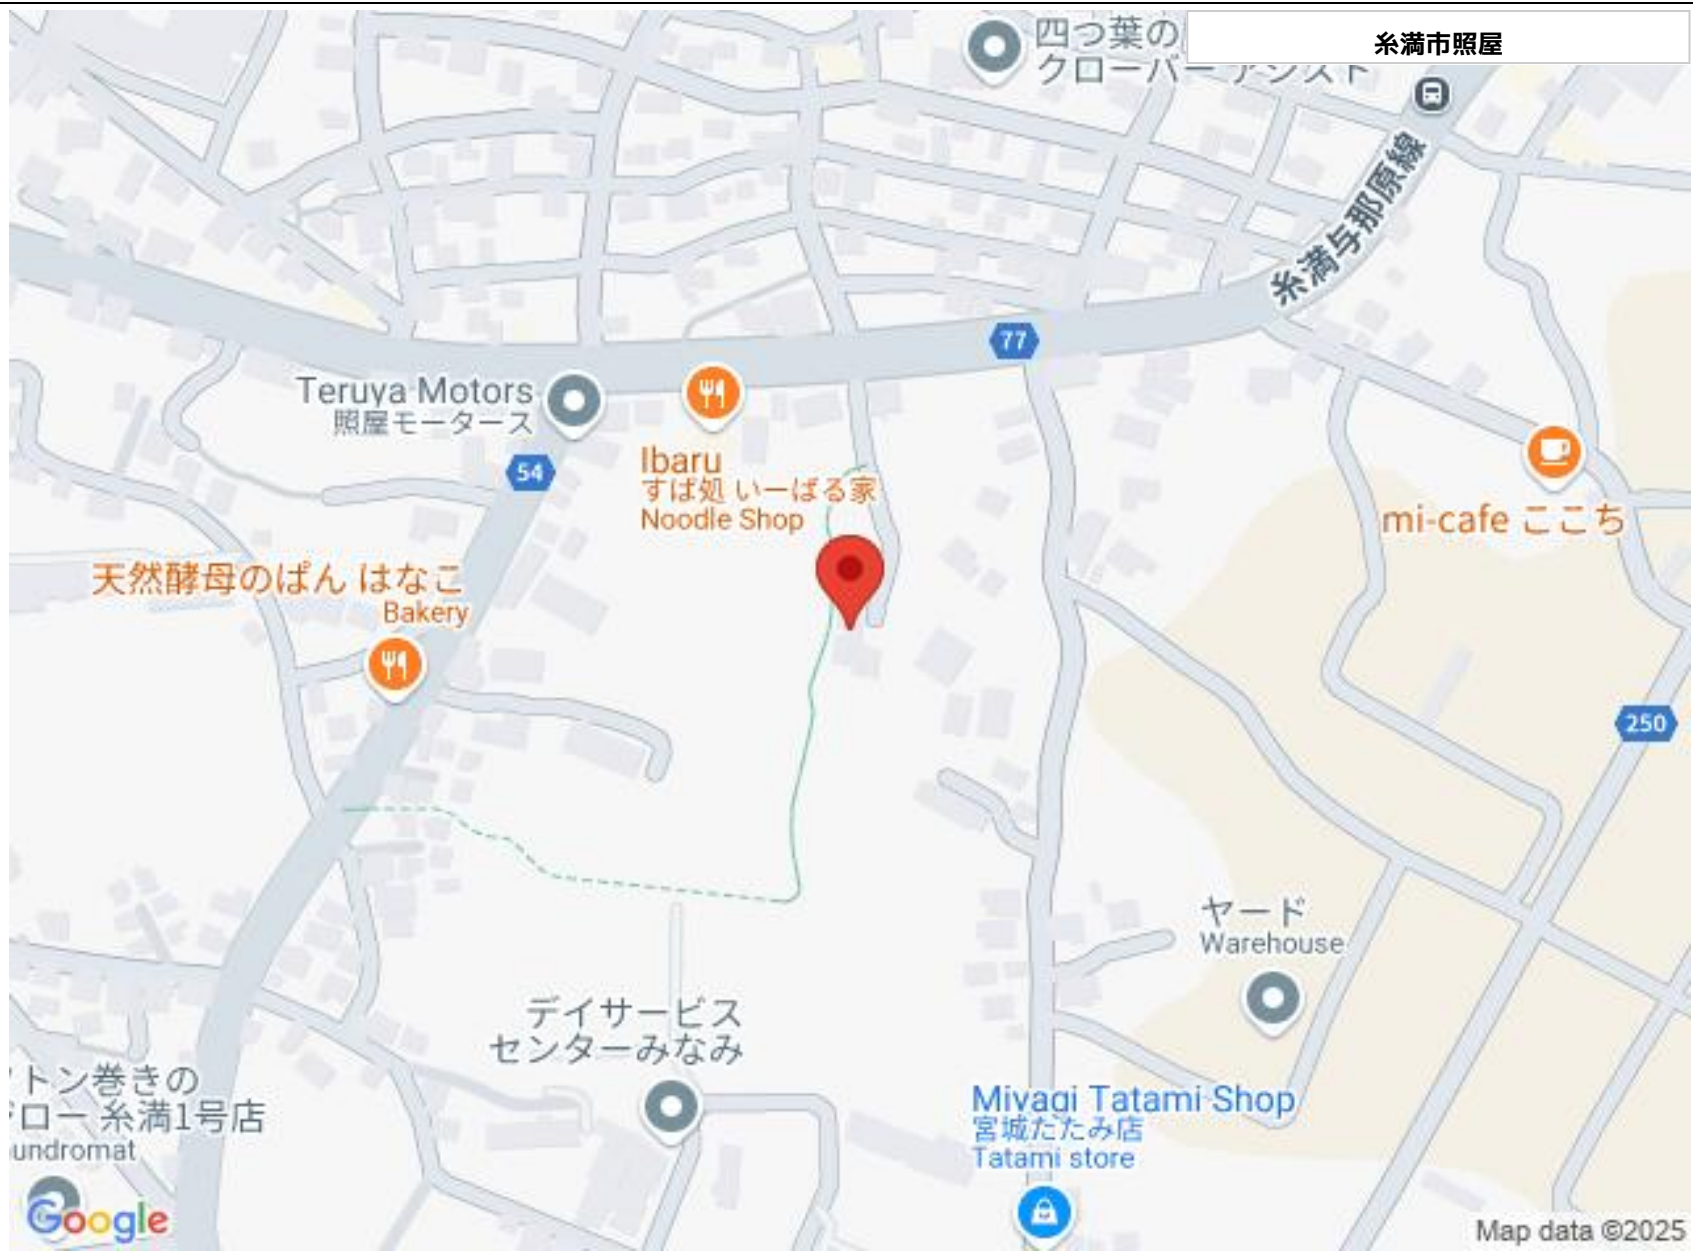 四つ葉の
クローバー アシスト
糸満市照屋
糸満与那原線
77
Teruya Motors
照屋モータース
54
Ibaru
すば処 いーばる家
Noodle Shop
mi-cafe ここち
天然酵母のぱん はなこ
Bakery
250
ヤード
Warehouse
デイサービス
センターみなみ
トン巻きの
ロー 糸満1号店
undromat
Miyagi Tatami Shop
宮城たたみ店
Tatami store
Google
Map data ©2025